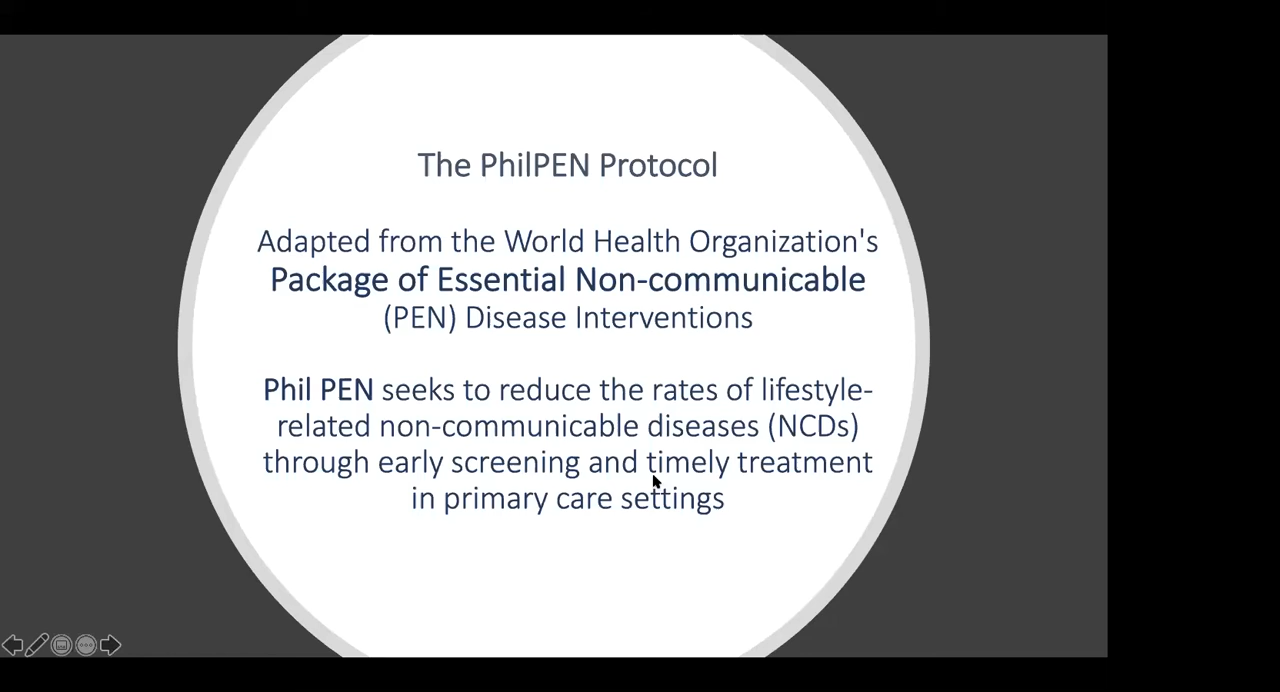 The PhilPEN Protocol
Adapted from the World Health Organization's
Package of Essential Non-communicable
(PEN) Disease Interventions
Phil PEN seeks to reduce the rates of lifestyle-
related non-communicable diseases (NCDs)
through early screening and timely treatment
in primary care settings